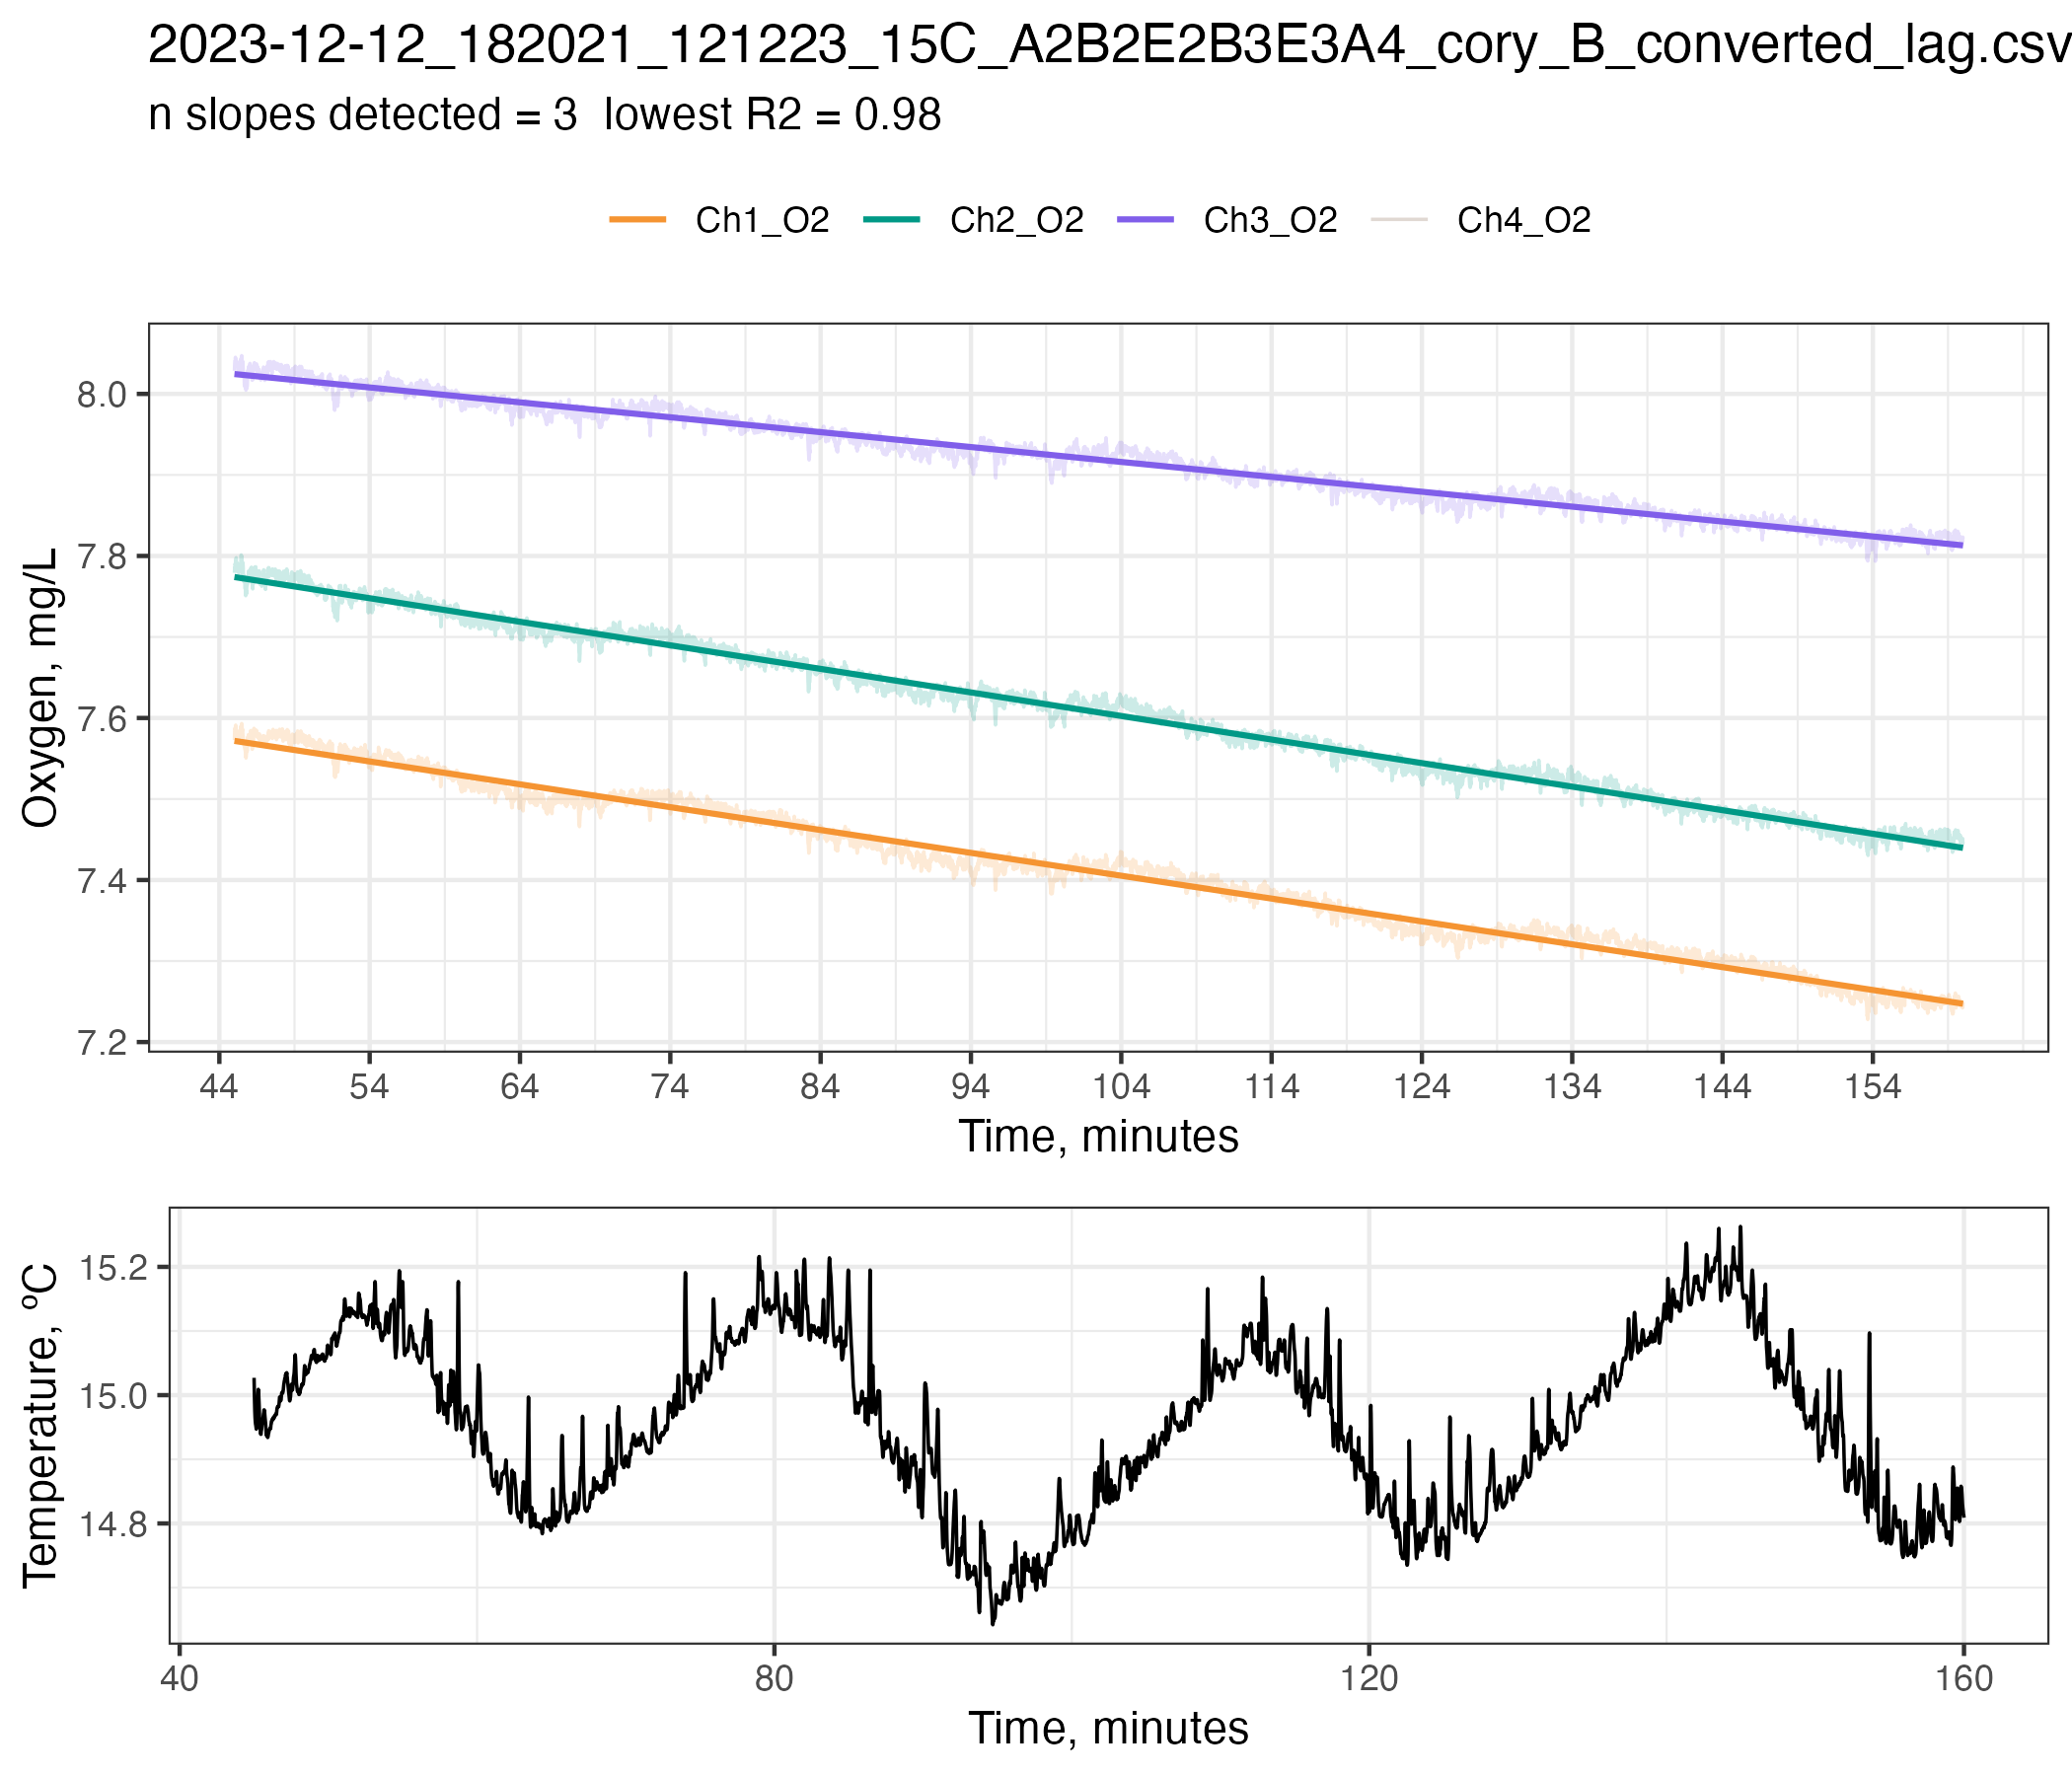 2023-12-12_182021_121223_15C_A2B2E2B3E3A4_cory_B_converted_lag.csv
n slopes detected = 3  lowest R2 = 0.98
Ch1_O2 Ch2_O2 Ch3_O2 Ch4_O2
Oxygen, mg/L
8.0
7.8
7.6
7.4
7.2
44 54 64 74 84 94 104 114 124 134 144 154
Time, minutes
Temperature, ºC
15.2
15.0
14.8
40 80 120 160
Time, minutes